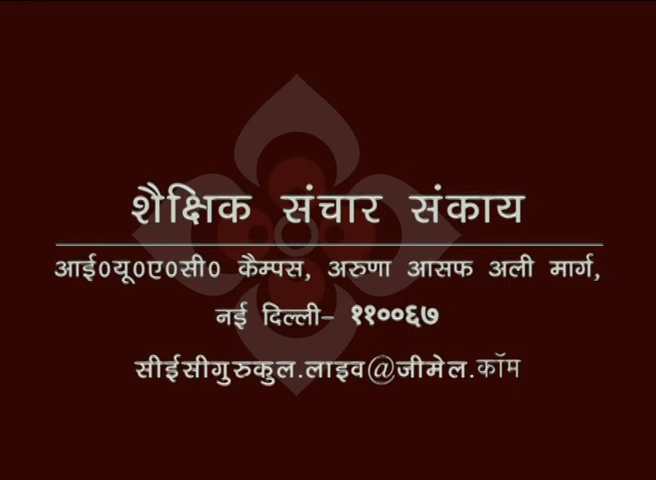 शैक्षिक संचार संकाय
आई०यू०ए०सी० कैम्पस, अरुणा आसफ अली मार्ग,
नई दिल्ली– ११००६७
सीईसीगुरुकुल.लाइव@जीमेल.कॉम